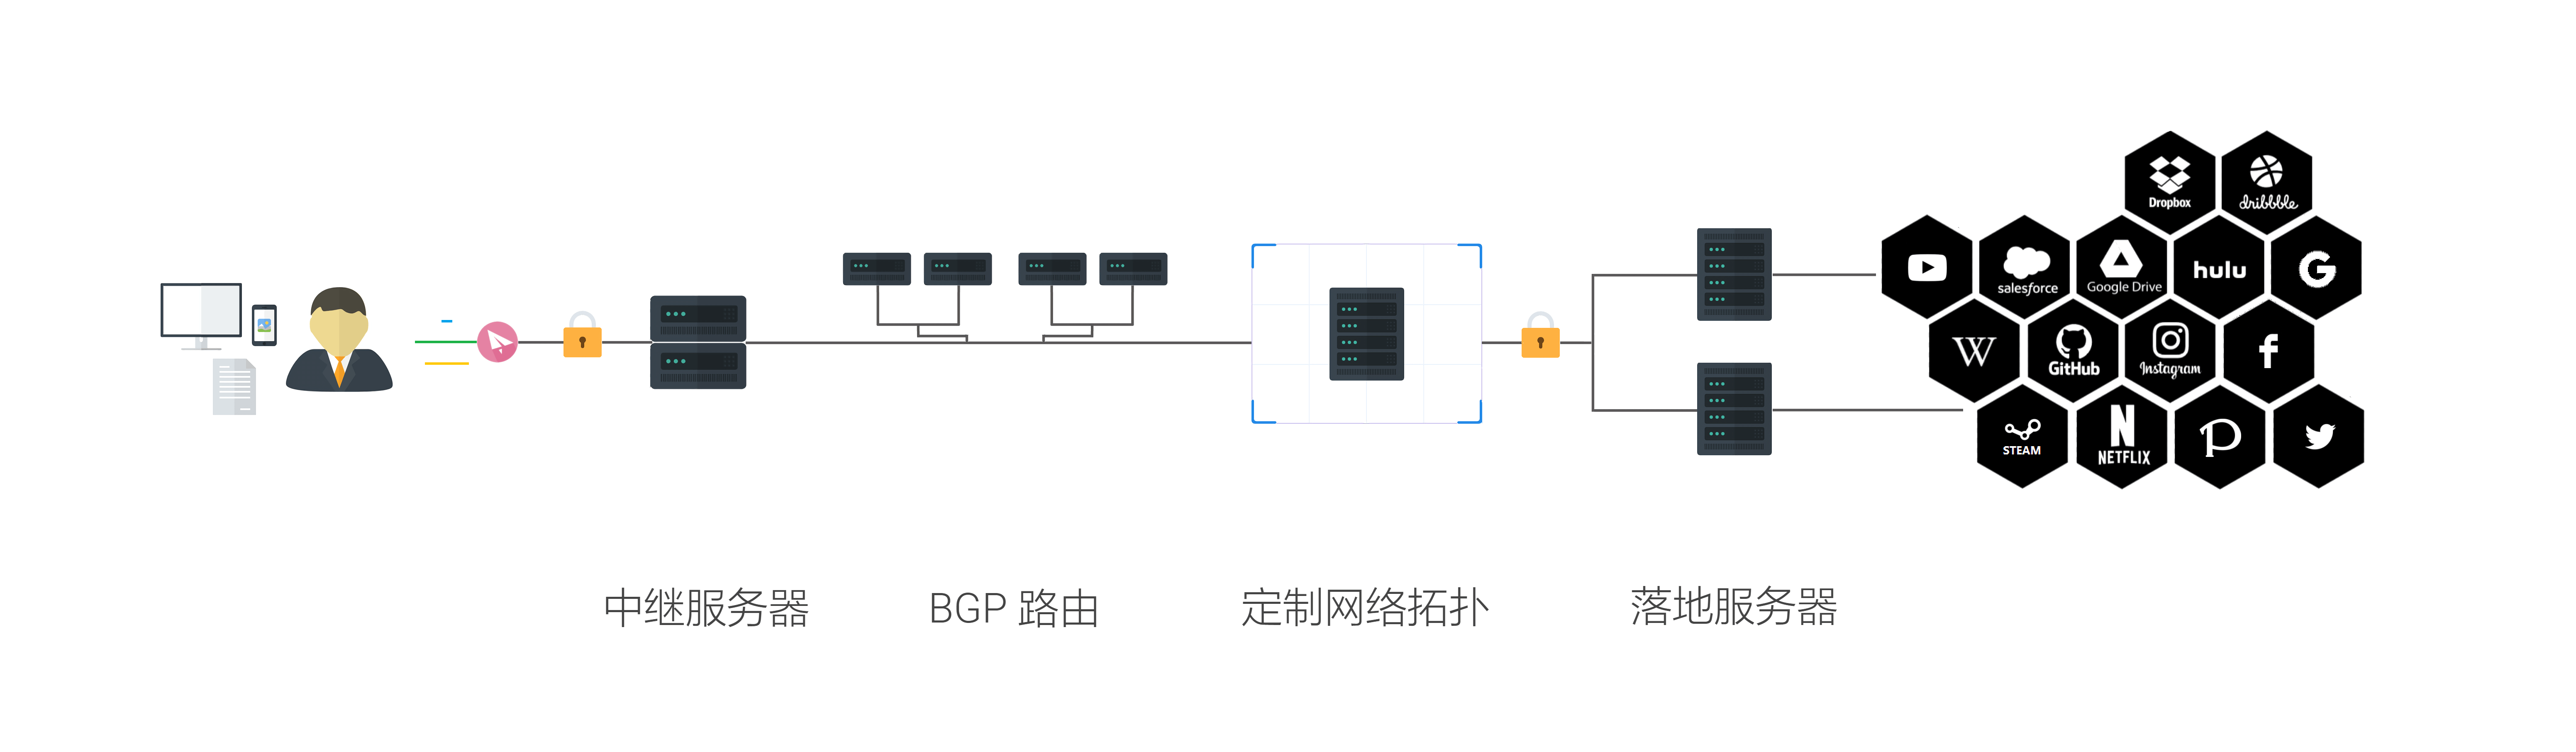 Dropbox
dribbble
salesforce
Google Drive
hulu
G
W
GitHub
Instagram
f
STEAM
N
NETFLIX
P
中继服务器
BGP 路由
定制网络拓扑
落地服务器